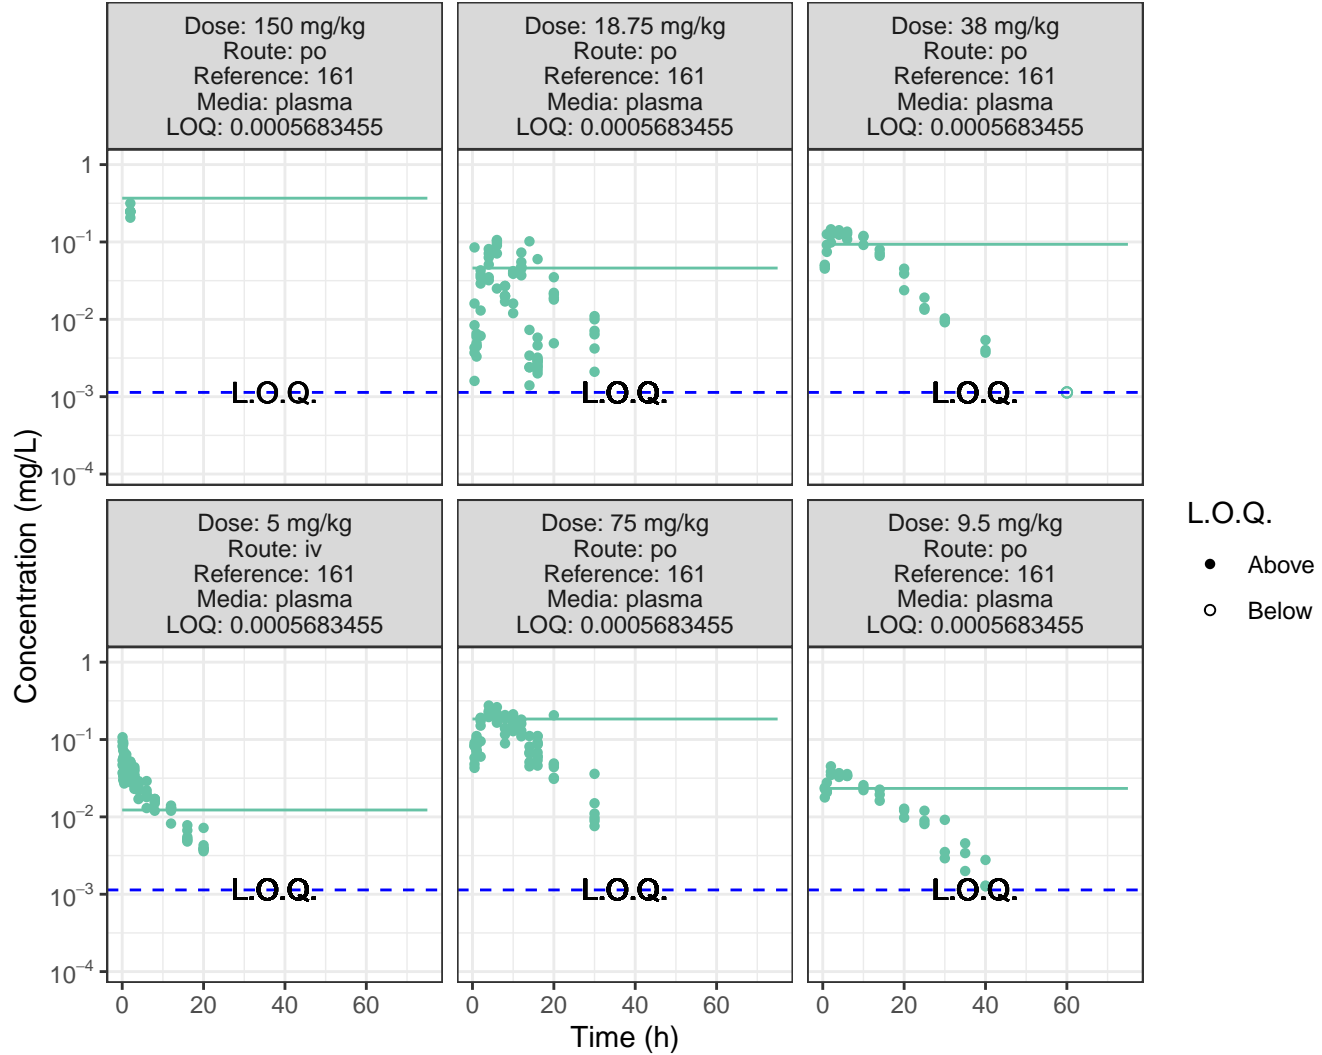 Dose: 150 mg/kg
Route: po
Reference: 161
Media: plasma
LOQ: 0.0005683455
Dose: 18.75 mg/kg
Route: po
Reference: 161
Media: plasma
LOQ: 0.0005683455
Dose: 38 mg/kg
Route: po
Reference: 161
Media: plasma
LOQ: 0.0005683455
1
10⁻¹
10⁻²
10⁻³
10⁻⁴
L.O.Q.
L.O.Q.
L.O.Q.
Dose: 5 mg/kg
Route: iv
Reference: 161
Media: plasma
LOQ: 0.0005683455
Dose: 75 mg/kg
Route: po
Reference: 161
Media: plasma
LOQ: 0.0005683455
Dose: 9.5 mg/kg
Route: po
Reference: 161
Media: plasma
LOQ: 0.0005683455
1
10⁻¹
10⁻²
10⁻³
10⁻⁴
L.O.Q.
L.O.Q.
L.O.Q.
0 20 40 60
0 20 40 60
0 20 40 60
Time (h)
Concentration (mg/L)
L.O.Q.
Above
Below